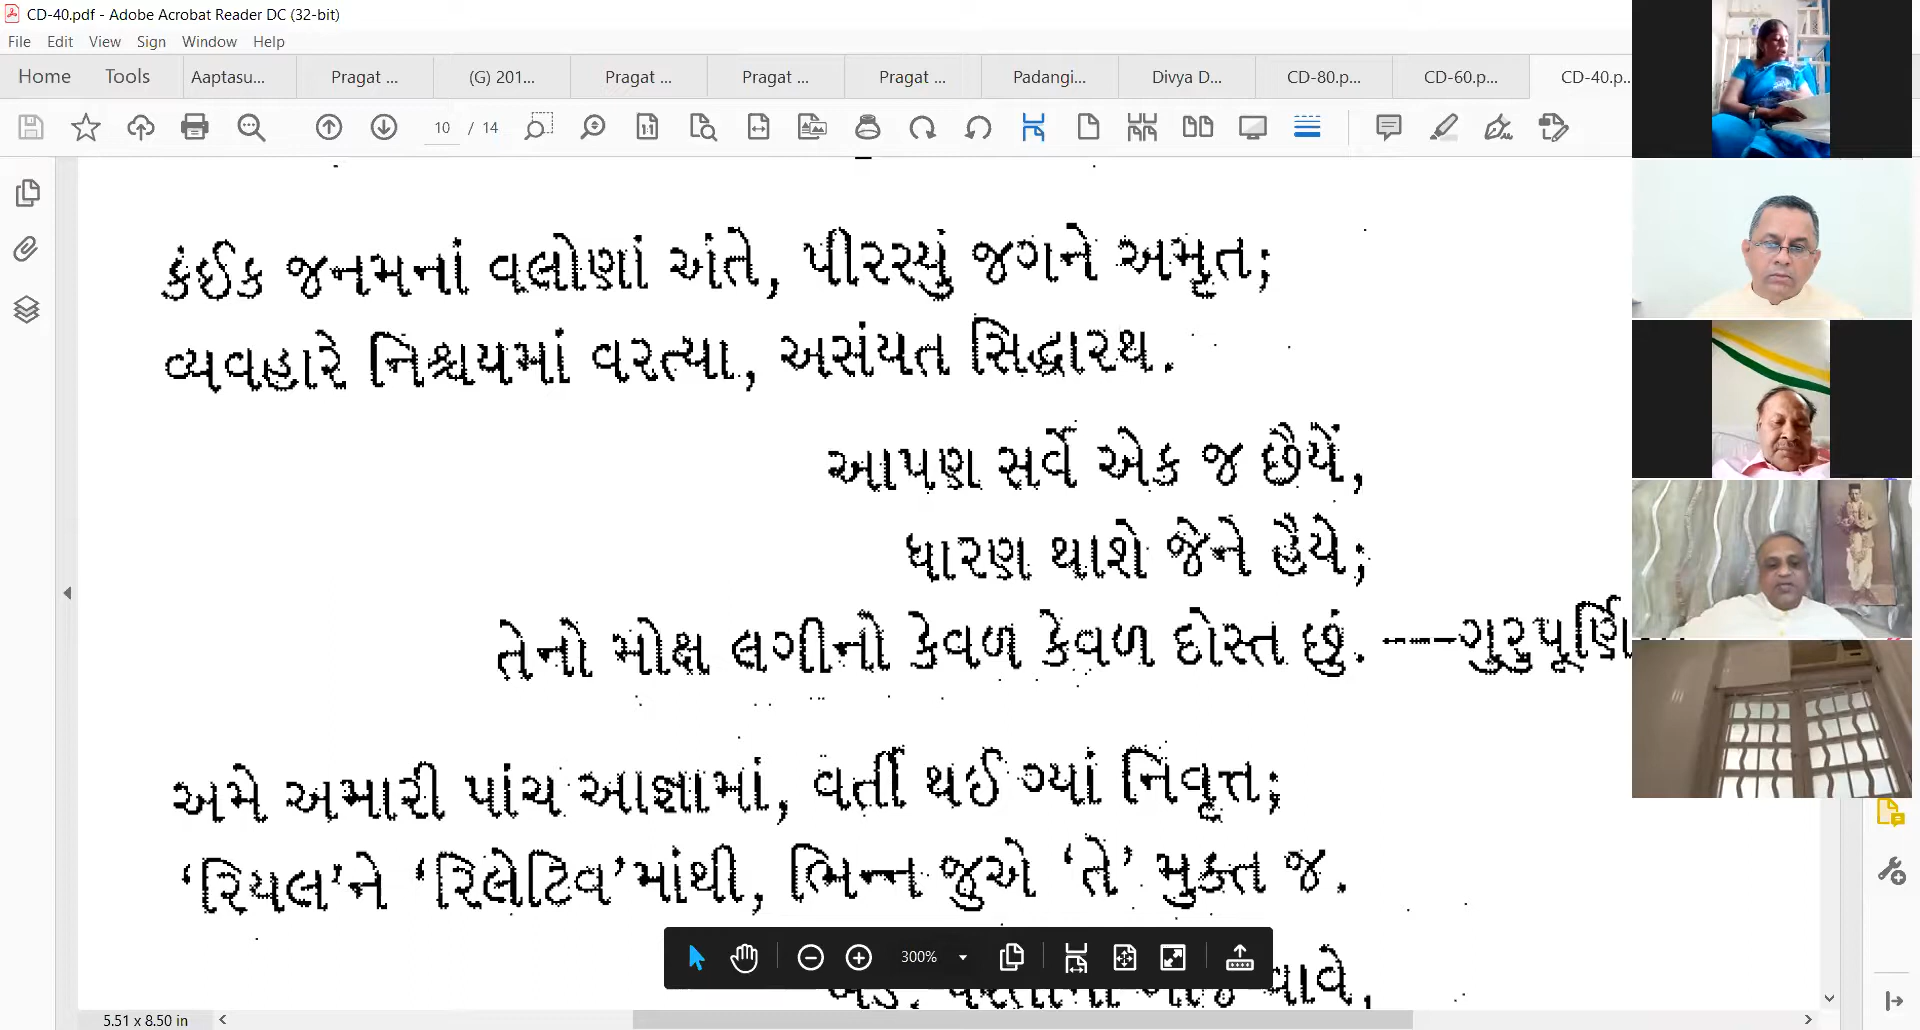 CD-40.pdf - Adobe Acrobat Reader DC (32-bit)
File Edit View Sign Window Help
Home Tools Aaptasu... Pragat ... (G) 201... Pragat ... Pragat ... Pragat ... Padangi... Divya D... CD-80.p... CD-60.p... CD-40.p..
10 / 14
કંઈક જનમનાં વલોણાં અંતે, પીરસ્યું જગને અમૃત;
વ્યવહારે નિશ્ચયમાં વરત્યા, અસંયત સિદ્ધારથ.
આપણ સર્વે એક જ છૈયેં,
ધારણ થાશે જેને હૈયે;
તેનો મોક્ષ લગીનો કેવળ કેવળ દોસ્ત છું. ---ગુરુપૂર્ણિ
અમે અમારી પાંચ આજ્ઞામાં, વર્તી થઈ ગ્યાં નિવૃત્ત;
‘રિયલ’ને ‘રિલેટિવ’માંથી, ભિન્ન જુએ ‘તે’ મુક્ત જ.
300%
5.51 x 8.50 in